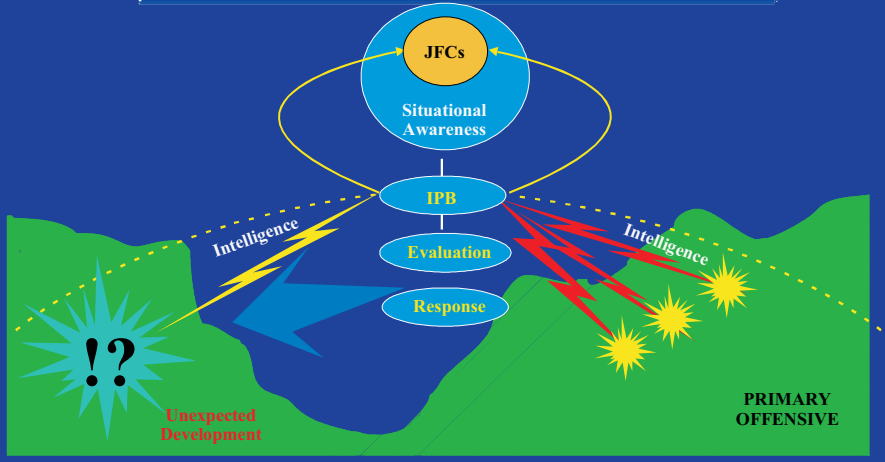 JFCs
Situational
Awareness
IPB
Intelligence
Intelligence
Evaluation
Response
!?
Unexpected
Development
PRIMARY
OFFENSIVE